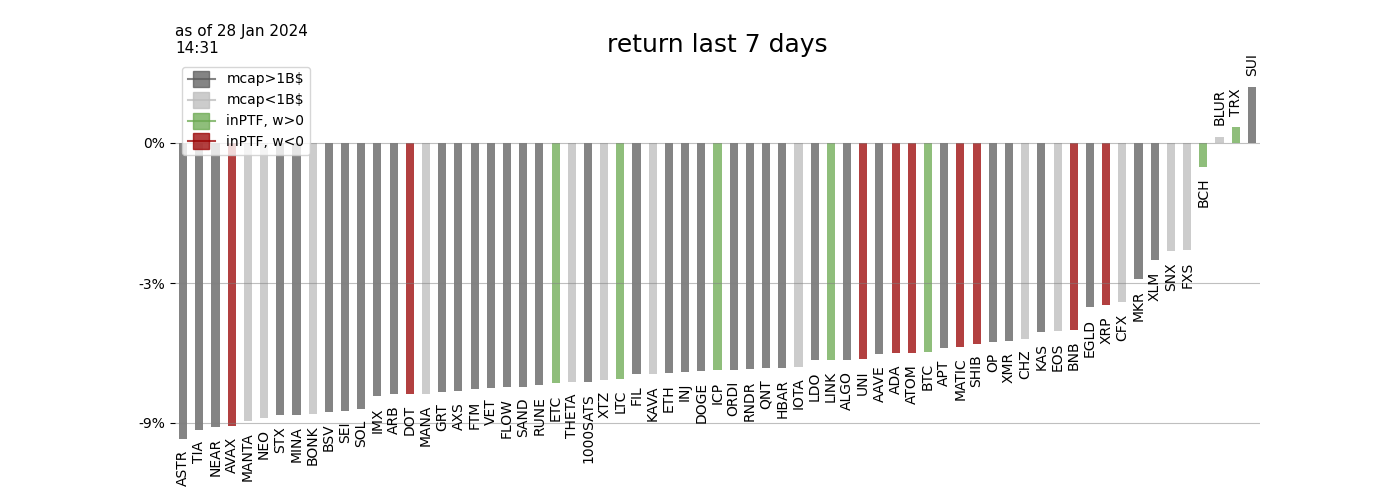 as of 28 Jan 2024
14:31
return last 7 days
mcap>1B$
mcap<1B$
inPTF, w>0
inPTF, w<0
0%
-3%
-9%
ASTR
TIA
NEAR
AVAX
MANTA
NEO
STX
MINA
BONK
BSV
SEI
SOL
IMX
ARB
DOT
MANA
GRT
AXS
FTM
VET
FLOW
SAND
RUNE
ETC
THETA
1000SATS
XTZ
LTC
FIL
KAVA
ETH
INJ
DOGE
ICP
ORDI
RNDR
QNT
HBAR
IOTA
LDO
LINK
ALGO
UNI
AAVE
ADA
ATOM
BTC
APT
MATIC
SHIB
OP
XMR
CHZ
KAS
EOS
BNB
EGLD
XRP
CFX
MKR
XLM
SNX
FXS
BCH
BLUR
TRX
SUI